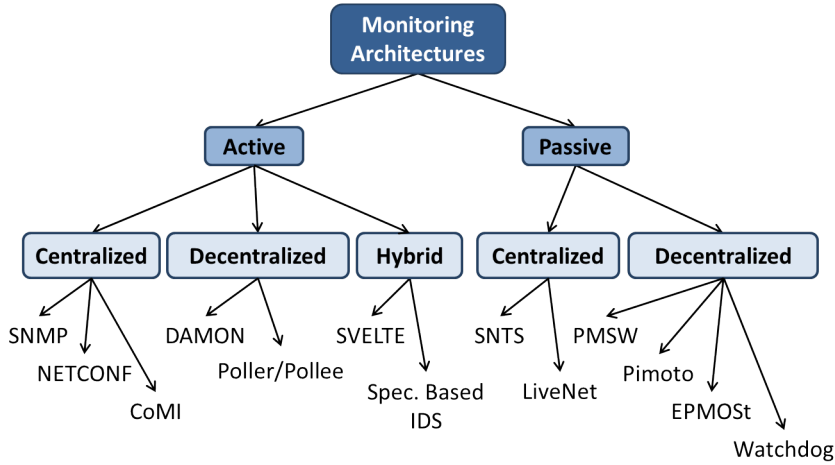 Monitoring
Architectures
Active
Passive
Centralized
Decentralized
Hybrid
Centralized
Decentralized
SNMP
NETCONF
CoMI
DAMON
Poller/Pollee
SVELTE
Spec. Based
IDS
SNTS
LiveNet
PMSW
Pimoto
EPMOSt
Watchdog